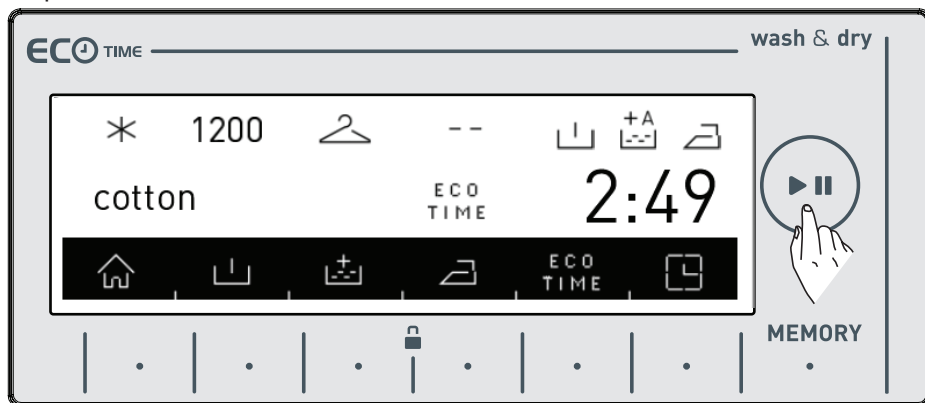 ECO TIME
wash & dry
1200
- -
+A
cotton
ECO
TIME
2:49
ECO
TIME
MEMORY